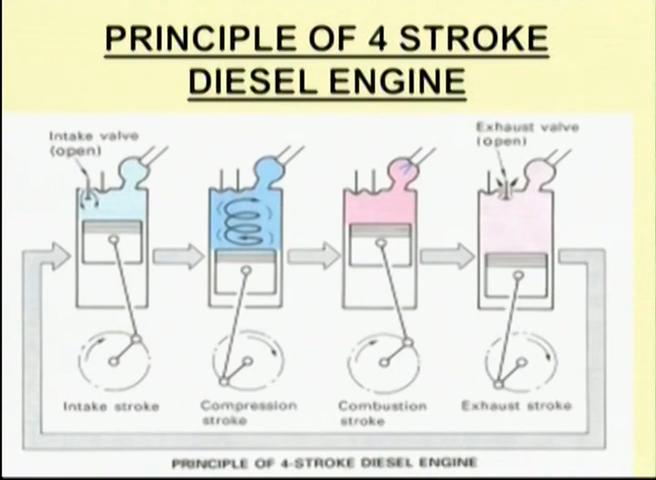 PRINCIPLE OF 4 STROKE
DIESEL ENGINE
Intake valve
(open)
Exhaust valve
(open)
Intake stroke
Compression
stroke
Combustion
stroke
Exhaust stroke
PRINCIPLE OF 4-STROKE DIESEL ENGINE